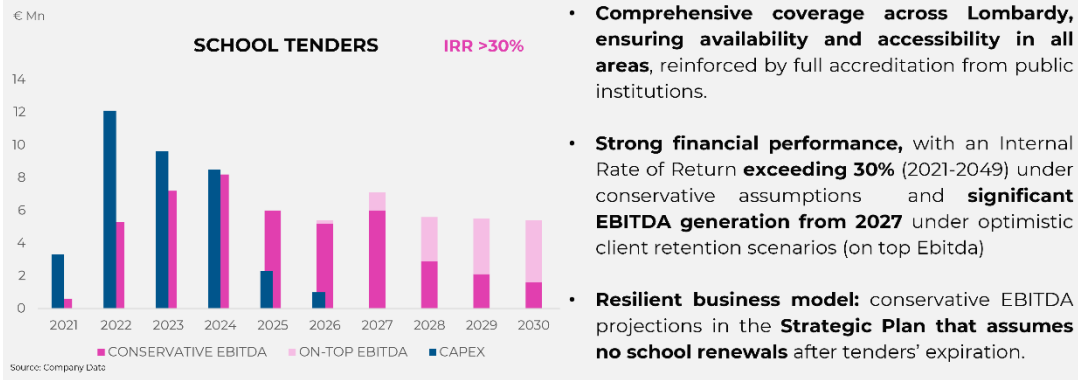 € Mn
SCHOOL TENDERS
IRR >30%
14
12
10
8
6
4
2
0
2021 2022 2023 2024 2025 2026 2027 2028 2029 2030
CONSERVATIVE EBITDA ON-TOP EBITDA CAPEX
Source: Company Data
• Comprehensive coverage across Lombardy,
ensuring availability and accessibility in all
areas, reinforced by full accreditation from public
institutions.
• Strong financial performance, with an Internal
Rate of Return exceeding 30% (2021-2049) under
conservative assumptions and significant
EBITDA generation from 2027 under optimistic
client retention scenarios (on top Ebitda)
• Resilient business model: conservative EBITDA
projections in the Strategic Plan that assumes
no school renewals after tenders’ expiration.